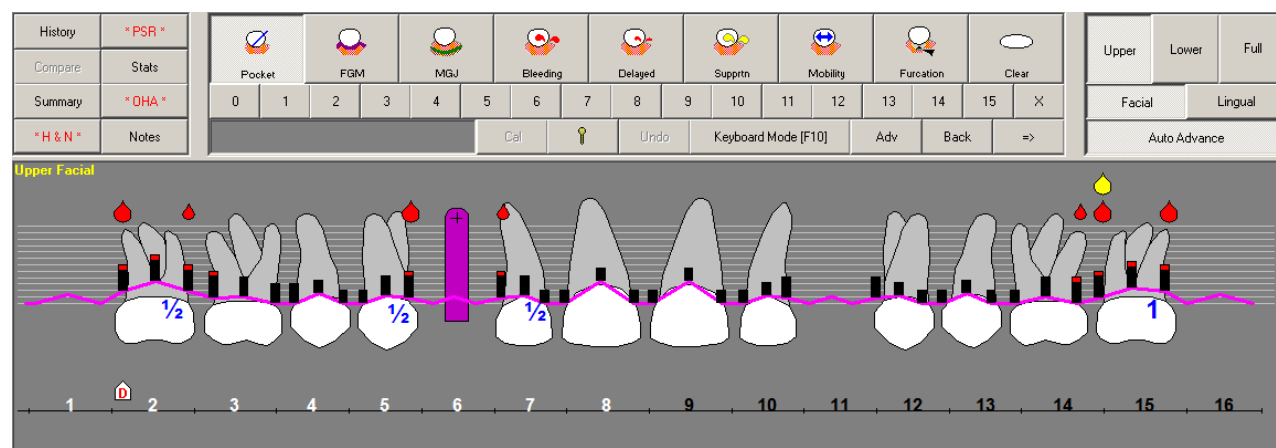 History
* PSR *
Compare
Stats
Summary
* OHA *
* H & N *
Notes
Pocket FGM MGJ Bleeding Delayed Supprtn Mobility Furcation Clear
0 1 2 3 4 5 6 7 8 9 10 11 12 13 14 15 X
Cal Undo Keyboard Mode [F10] Adv Back =>
Upper Lower Full
Facial Lingual
Auto Advance
Upper Facial
½ ½ ½ 1
D
1 2 3 4 5 6 7 8 9 10 11 12 13 14 15 16